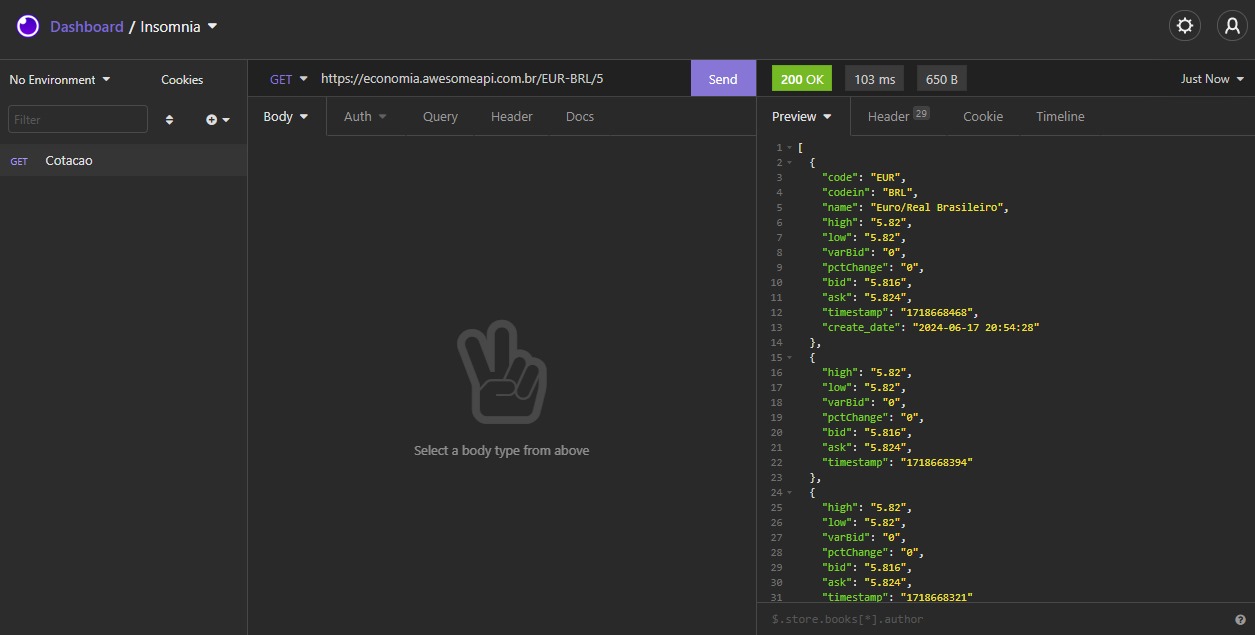 Dashboard / Insomnia
No Environment
Cookies
Filter
GET Cotacao
GET https://economia.awesomeapi.com.br/EUR-BRL/5
Send
Body
Auth
Query
Header
Docs
Select a body type from above
200 OK
103 ms
650 B
Just Now
Preview
Header 29
Cookie
Timeline
1 [
2 {
3 "code": "EUR",
4 "codein": "BRL",
5 "name": "Euro/Real Brasileiro",
6 "high": "5.82",
7 "low": "5.82",
8 "varBid": "0",
9 "pctChange": "0",
10 "bid": "5.816",
11 "ask": "5.824",
12 "timestamp": "1718668468",
13 "create_date": "2024-06-17 20:54:28"
14 },
15 {
16 "high": "5.82",
17 "low": "5.82",
18 "varBid": "0",
19 "pctChange": "0",
20 "bid": "5.816",
21 "ask": "5.824",
22 "timestamp": "1718668394"
23 },
24 {
25 "high": "5.82",
26 "low": "5.82",
27 "varBid": "0",
28 "pctChange": "0",
29 "bid": "5.816",
30 "ask": "5.824",
31 "timestamp": "1718668321"
$.store.books[*].author